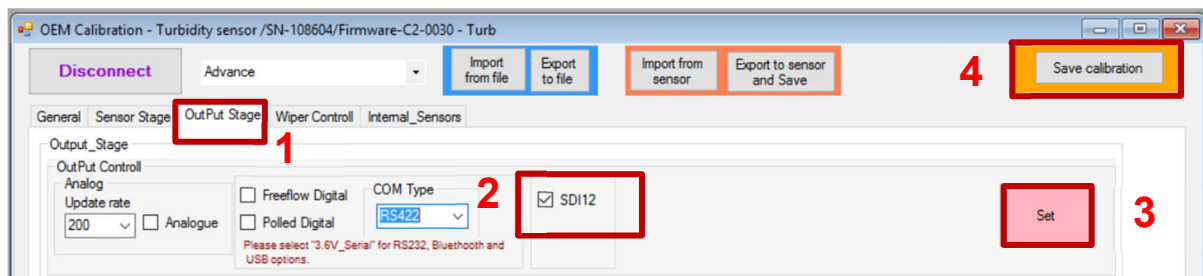 OEM Calibration - Turbidity sensor /SN-108604/Firmware-C2-0030 - Turb
Disconnect
Advance
Import
from file
Export
to file
Import from
sensor
Export to sensor
and Save
4
Save calibration
General Sensor Stage OutPut Stage Wiper Controll Internal_Sensors
1
Output_Stage
OutPut Controll
Analog
Update rate
200
Analogue
Freeflow Digital
Polled Digital
COM Type
RS422
Please select "3.6V_Serial" for RS232, Bluethooth and
USB options.
2
SDI12
Set
3